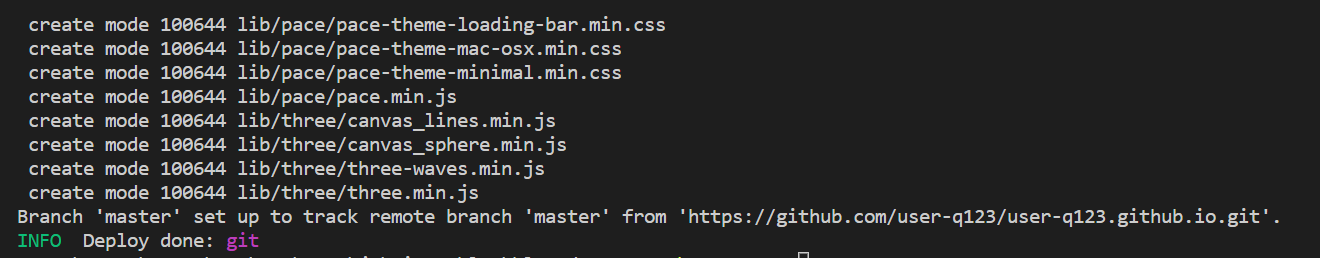 create mode 100644 lib/pace/pace-theme-loading-bar.min.css
create mode 100644 lib/pace/pace-theme-mac-osx.min.css
create mode 100644 lib/pace/pace-theme-minimal.min.css
create mode 100644 lib/pace/pace.min.js
create mode 100644 lib/three/canvas_lines.min.js
create mode 100644 lib/three/canvas_sphere.min.js
create mode 100644 lib/three/three-waves.min.js
create mode 100644 lib/three/three.min.js
Branch 'master' set up to track remote branch 'master' from 'https://github.com/user-q123/user-q123.github.io.git'.
INFO  Deploy done: git